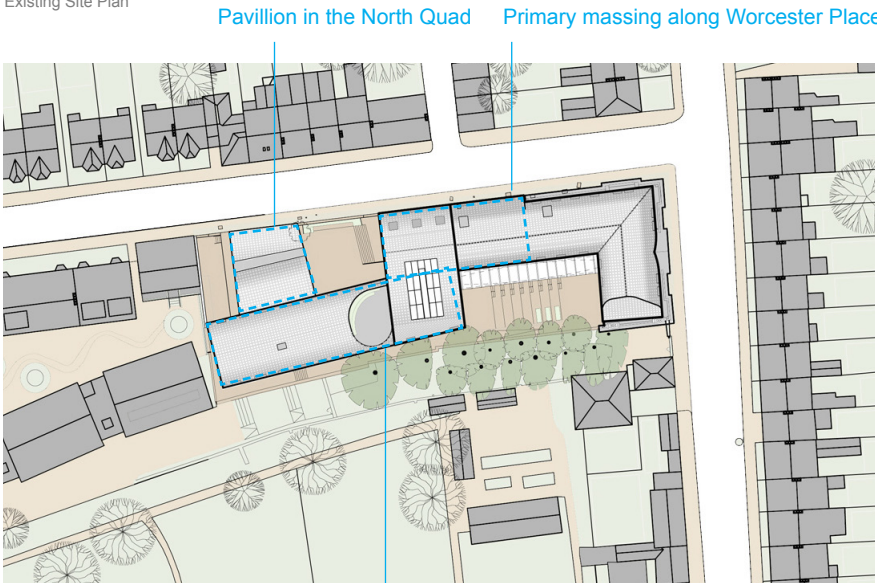 Existing Site Plan
Pavillion in the North Quad
Primary massing along Worcester Place